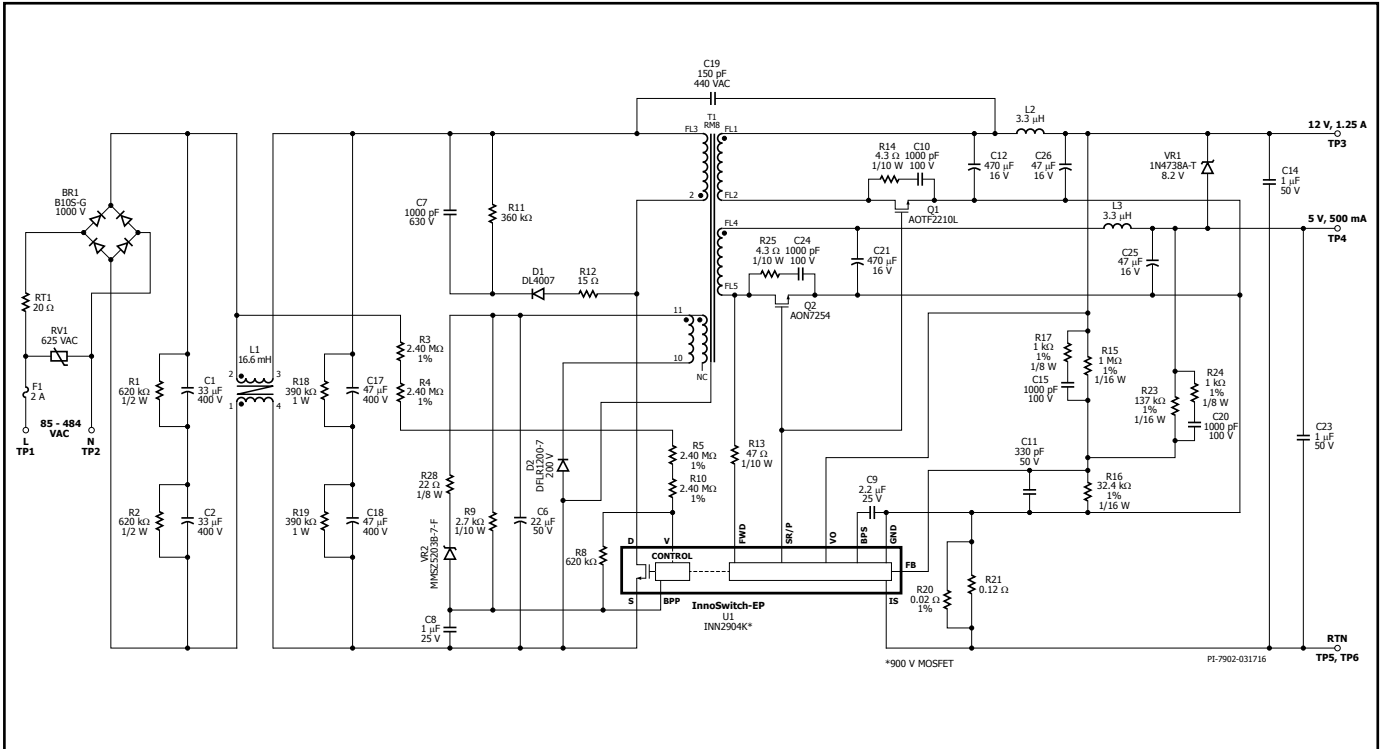 C19
150 pF
440 VAC
T1
RM8
FL3
FL1
2
FL2
L2
3.3 μH
12 V, 1.25 A
TP3
R14
4.3 Ω
1/10 W
C10
1000 pF
100 V
C12
470 μF
16 V
C26
47 μF
16 V
VR1
1N4738A-T
8.2 V
C14
1 μF
50 V
BR1
B10S-G
1000 V
C7
1000 pF
630 V
R11
360 kΩ
Q1
AOTF2210L
L3
3.3 μH
5 V, 500 mA
TP4
FL4
FL5
R25
4.3 Ω
1/10 W
C24
1000 pF
100 V
C21
470 μF
16 V
C25
47 μF
16 V
D1
DL4007
R12
15 Ω
Q2
AON7254
RT1
20 Ω
RV1
625 VAC
F1
2 A
85 - 484
VAC
L
TP1
N
TP2
11
10
NC
R3
2.40 MΩ
1%
R4
2.40 MΩ
1%
L1
16.6 mH
2
3
1
4
R1
620 kΩ
1/2 W
C1
33 μF
400 V
R18
390 kΩ
1 W
C17
47 μF
400 V
R17
1 kΩ
1%
1/8 W
C15
1000 pF
100 V
R15
1 MΩ
1%
1/16 W
R23
137 kΩ
1%
1/16 W
R24
1 kΩ
1%
1/8 W
C20
1000 pF
100 V
C23
1 μF
50 V
R2
620 kΩ
1/2 W
C2
33 μF
400 V
R19
390 kΩ
1 W
C18
47 μF
400 V
R28
22 Ω
1/8 W
VR2
MMSZ5203B-7-F
R9
2.7 kΩ
1/10 W
C6
22 μF
50 V
D2
DFLR1200-7
200 V
R5
2.40 MΩ
1%
R10
2.40 MΩ
1%
R13
47 Ω
1/10 W
C9
2.2 μF
25 V
C11
330 pF
50 V
R16
32.4 kΩ
1%
1/16 W
R8
620 kΩ
D
V
FWD
SR/P
VO
BPS
GND
CONTROL
FB
S
BPP
IS
InnoSwitch-EP
U1
INN2904K*
C8
1 μF
25 V
R20
0.02 Ω
1%
R21
0.12 Ω
*900 V MOSFET
PI-7902-031716
RTN
TP5, TP6